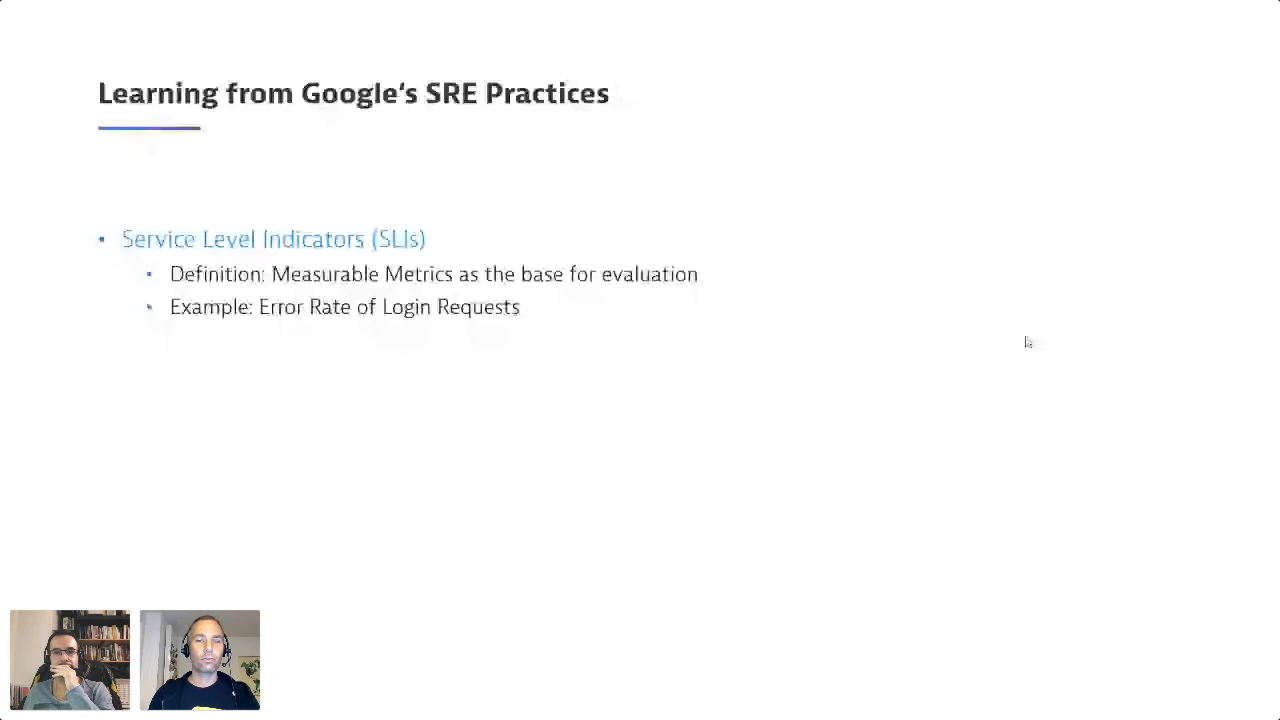 Learning from Google‘s SRE Practices
• Service Level Indicators (SLIs)
• Definition: Measurable Metrics as the base for evaluation
• Example: Error Rate of Login Requests